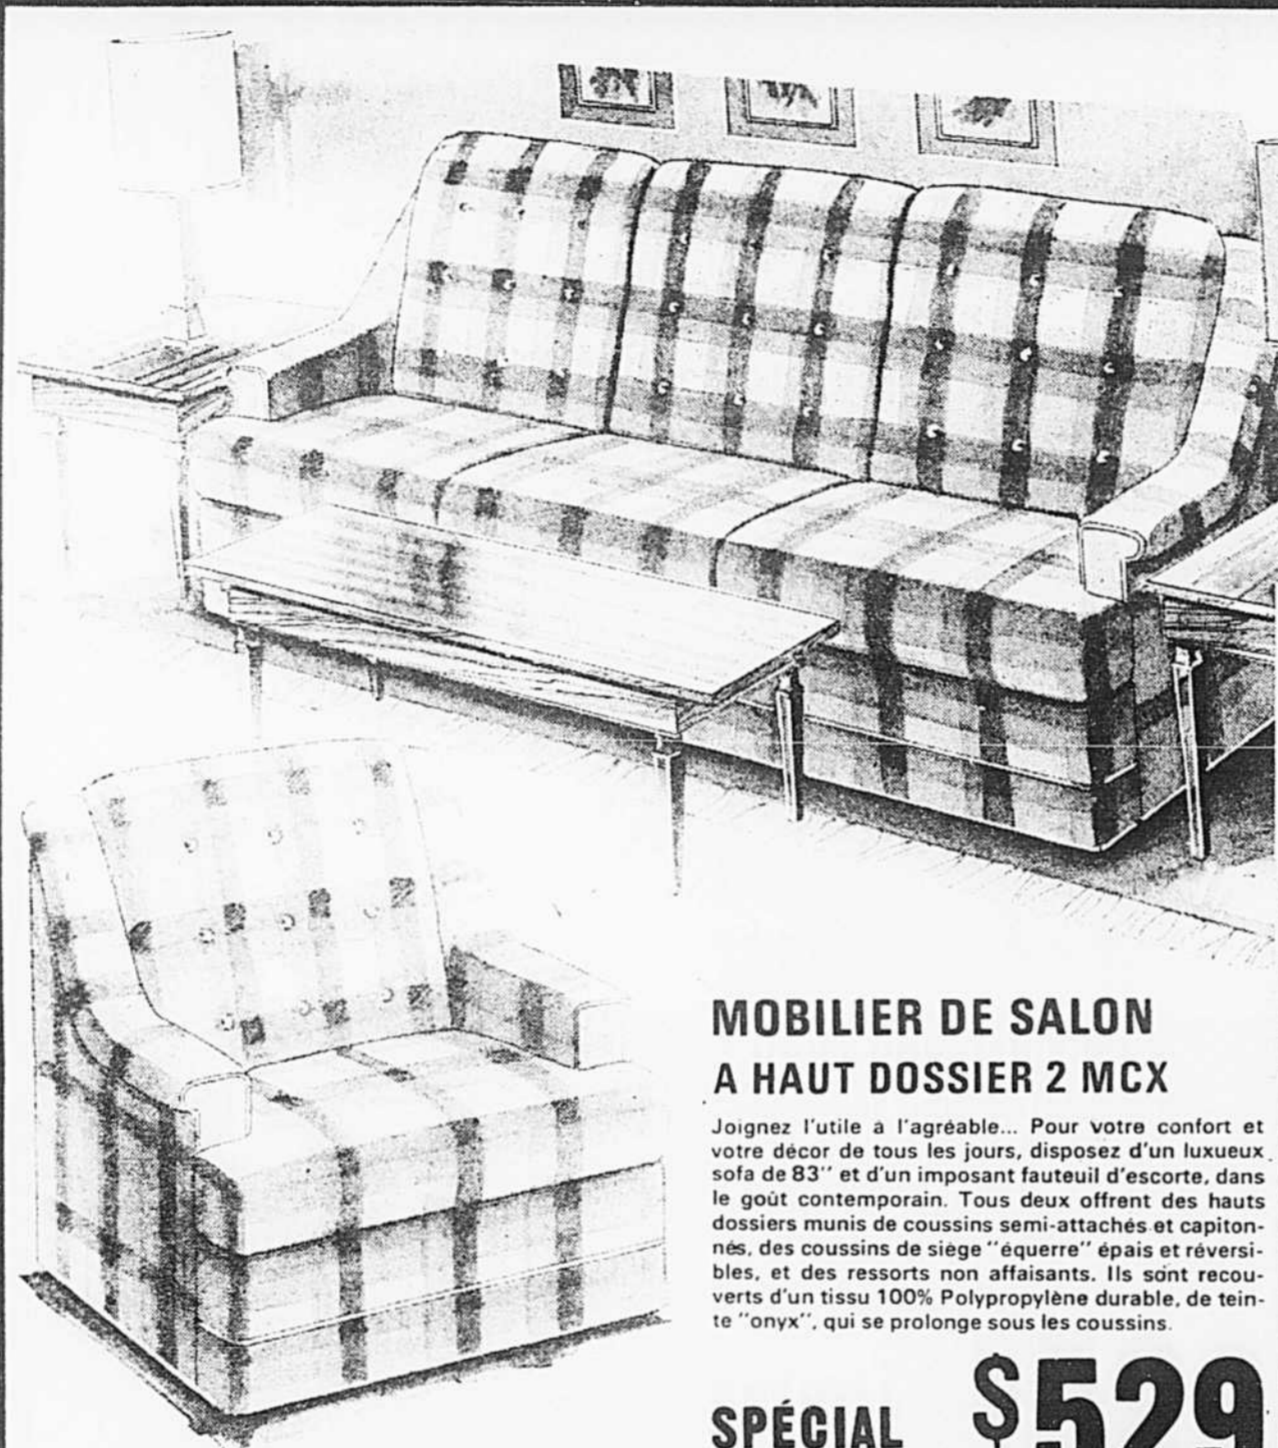 MOBILIER DE SALON
A HAUT DOSSIER 2 MCX
Joignez l'utile à l'agréable... Pour votre confort et
votre décor de tous les jours, disposez d'un luxueux
sofa de 83'' et d'un imposant fauteuil d'escorte, dans
le goût contemporain. Tous deux offrent des hauts
dossiers munis de coussins semi-attachés et capiton-
nés, des coussins de siège "équerre" épais et réversi-
bles, et des ressorts non affaisants. Ils sont recou-
verts d'un tissu 100% Polypropylène durable, de tein-
te "onyx", qui se prolonge sous les coussins.
SPÉCIAL $529